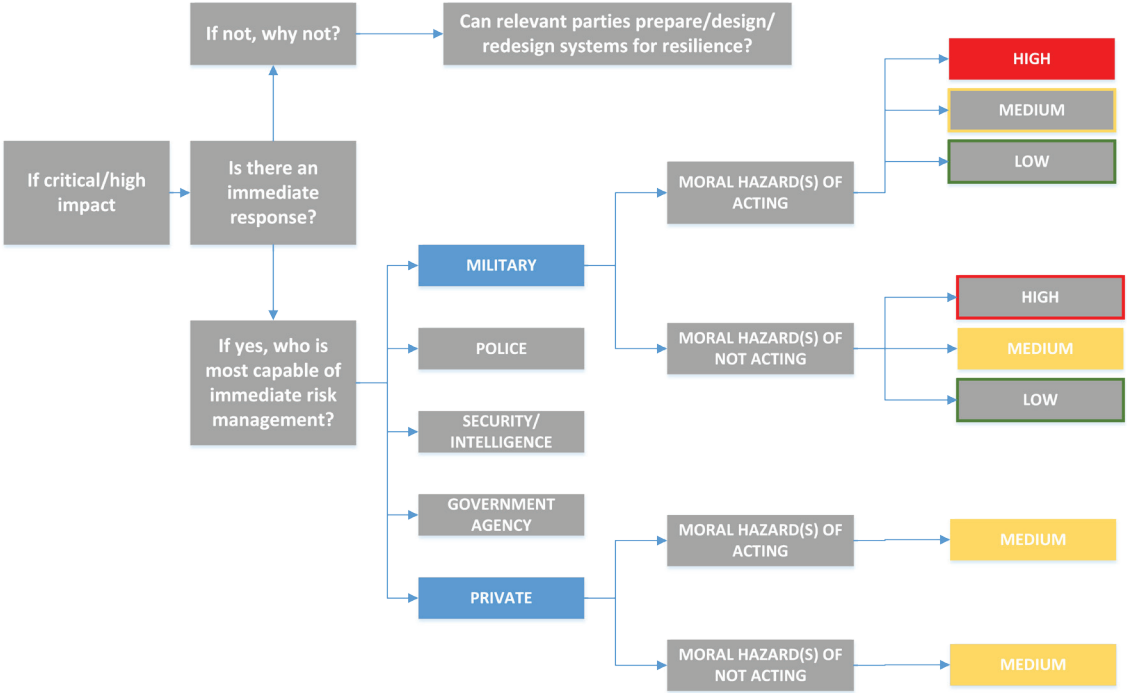 If not, why not?
Can relevant parties prepare/design/
redesign systems for resilience?
HIGH
MEDIUM
LOW
If critical/high
impact
Is there an
immediate
response?
MORAL HAZARD(S) OF
ACTING
MILITARY
HIGH
MEDIUM
LOW
MORAL HAZARD(S) OF
NOT ACTING
If yes, who is
most capable of
immediate risk
management?
POLICE
SECURITY/
INTELLIGENCE
GOVERNMENT
AGENCY
PRIVATE
MORAL HAZARD(S) OF
ACTING
MEDIUM
MORAL HAZARD(S) OF
NOT ACTING
MEDIUM